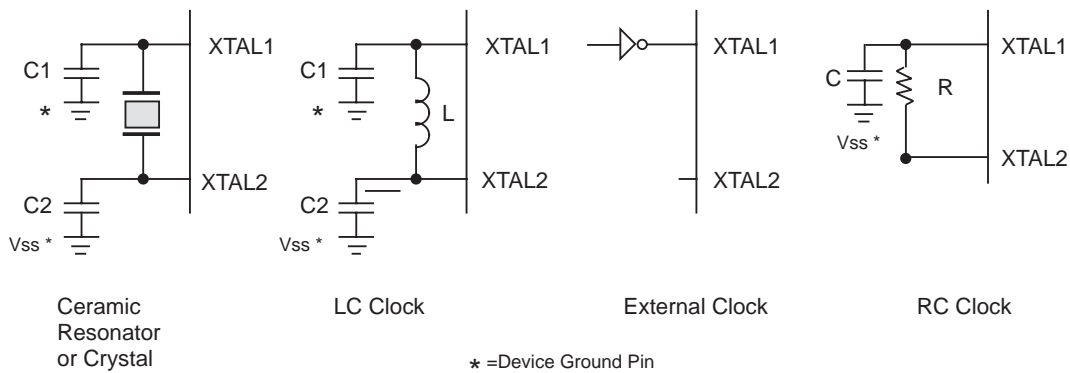 XTAL1
C1
*
XTAL2
C2
Vss *
Ceramic
Resonator
or Crystal
XTAL1
C1
*
L
XTAL2
C2
Vss *
LC Clock
XTAL1
XTAL2
External Clock
XTAL1
C
R
Vss *
XTAL2
RC Clock
* =Device Ground Pin